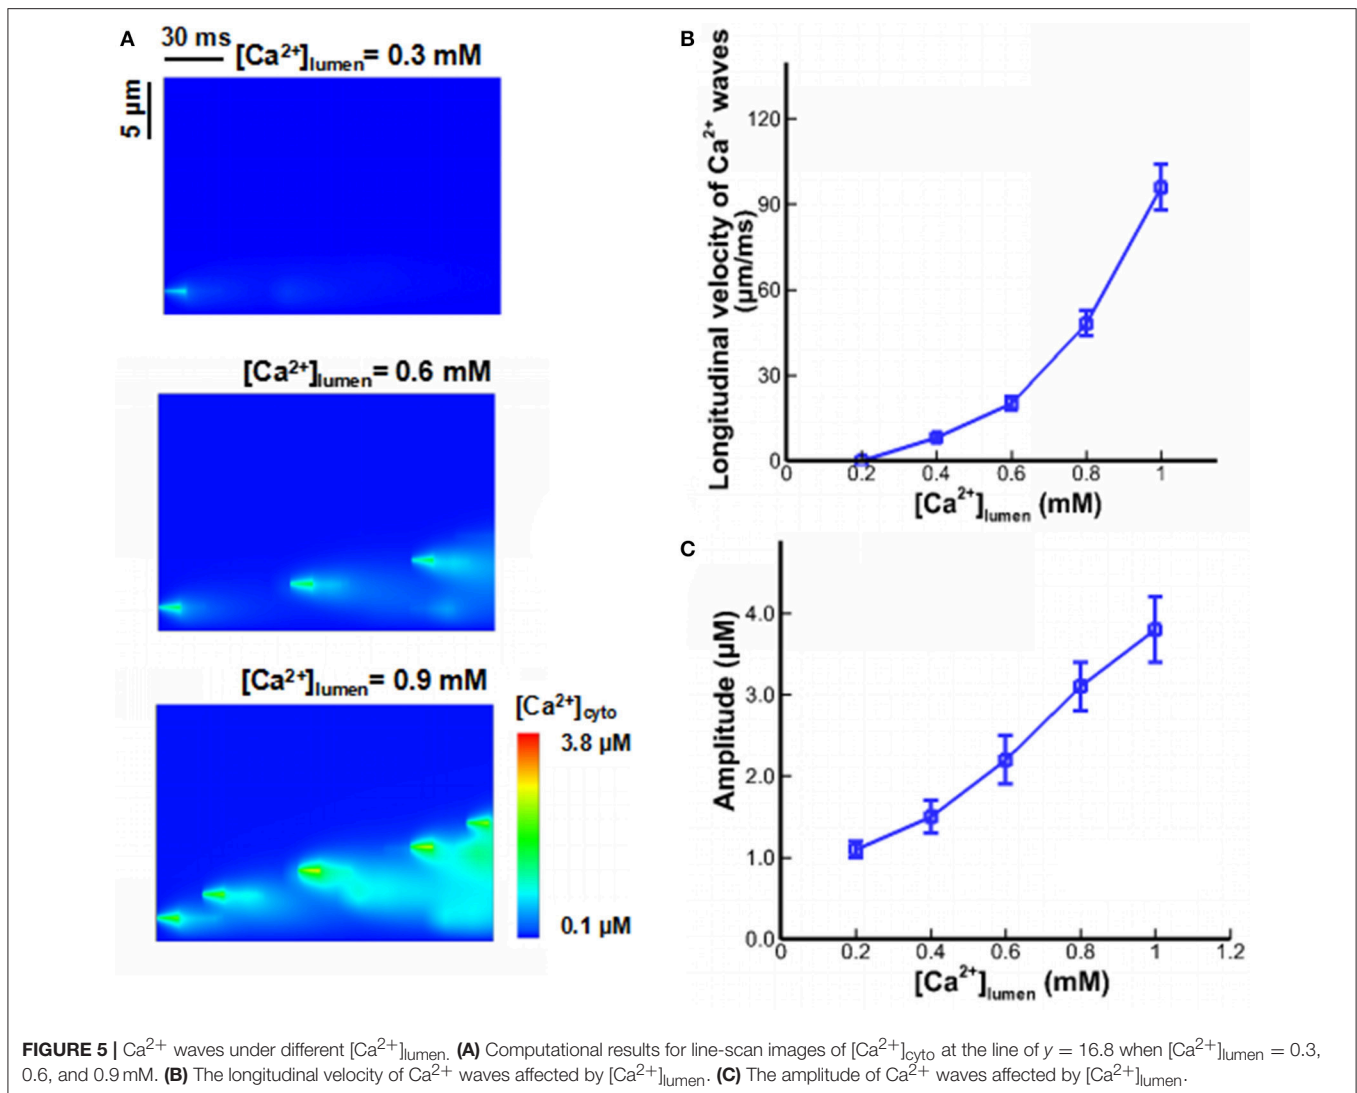 A
30 ms
[Ca²⁺]lumen= 0.3 mM
5 µm
[Ca²⁺]lumen= 0.6 mM
[Ca²⁺]lumen= 0.9 mM
[Ca²⁺]cyto
3.8 µM
0.1 µM
B
Longitudinal velocity of Ca²⁺ waves
(µm/ms)
120
90
60
30
0
0 0.2 0.4 0.6 0.8 1
[Ca²⁺]lumen (mM)
C
Amplitude (µM)
4.0
3.0
2.0
1.0
0.0
0 0.2 0.4 0.6 0.8 1 1.2
[Ca²⁺]lumen (mM)
FIGURE 5 | Ca²⁺ waves under different [Ca²⁺]lumen. (A) Computational results for line-scan images of [Ca²⁺]cyto at the line of y = 16.8 when [Ca²⁺]lumen = 0.3,
0.6, and 0.9 mM. (B) The longitudinal velocity of Ca²⁺ waves affected by [Ca²⁺]lumen. (C) The amplitude of Ca²⁺ waves affected by [Ca²⁺]lumen.